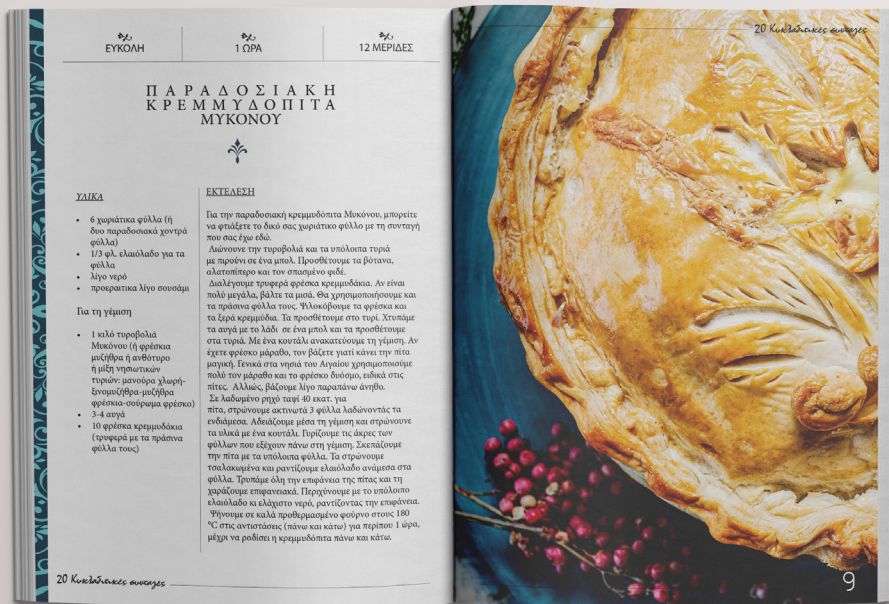 ΕΥΚΟΛΗ
1 ΩΡΑ
12 ΜΕΡΙΔΕΣ
ΠΑΡΑΔΟΣΙΑΚΗ
ΚΡΕΜΜΥΔΟΠΙΤΑ
ΜΥΚΟΝΟΥ
ΥΛΙΚΑ
• 6 χωριάτικα φύλλα (ή
δυο παραδοσιακά χοντρά
φύλλα)
• 1/3 φλ. ελαιόλαδο για τα
φύλλα
• λίγο νερό
• προεραιτικα λίγο σουσάμι
Για τη γέμιση
• 1 κιλό τυροβολιά
Μυκόνου (ή φρέσκια
μυζήθρα ή ανθότυρο
ή μίξη νησιωτικών
τυριών: μανούρα χλωρή-
ξινομυζήθρα-μυζήθρα
φρέσκια-σούρωμα φρέσκο)
• 3-4 αυγά
• 10 φρέσκα κρεμμυδάκια
(τρυφερά με τα πράσινα
φύλλα τους)
ΕΚΤΕΛΕΣΗ
Για την παραδοσιακή κρεμμυδόπιτα Μυκόνου, μπορείτε
να φτιάξετε το δικό σας χωριάτικο φύλλο με τη συνταγή
που σας έχω εδώ.
Λιώνουνε την τυροβολιά και τα υπόλοιπα τυριά
με πιρούνι σε ένα μπολ. Προσθέτουμε τα βότανα,
αλατοπίπερο και τον σπασμένο φιδέ.
Διαλέγουμε τρυφερά φρέσκα κρεμμυδάκια. Αν είναι
πολύ μεγάλα, βάλτε τα μισά. Θα χρησιμοποιήσουμε και
τα πράσινα φύλλα τους. Ψιλοκόβουμε τα φρέσκα και
τα ξερά κρεμμύδια. Τα προσθέτουμε στο τυρί. Χτυπάμε
τα αυγά με το λάδι σε ένα μπολ και τα προσθέτουμε
στα τυριά. Με ένα κουτάλι ανακατεύουμε τη γέμιση. Αν
έχετε φρέσκο μάραθο, τον βάζετε γιατί κάνει την πίτα
μαγική. Γενικά στα νησιά του Αιγαίου χρησιμοποιούμε
πολύ τον μάραθο και το φρέσκο δυόσμο, ειδικά στις
πίτες. Αλλιώς, βάζουμε λίγο παραπάνω άνηθο.
Σε λαδωμένο ρηχό ταψί 40 εκατ. για
πίτα, στρώνουμε ακτινωτά 3 φύλλα λαδώνοντάς τα
ενδιάμεσα. Αδειάζουμε μέσα τη γέμιση και στρώνουνε
τα υλικά με ένα κουτάλι. Γυρίζουμε τις άκρες των
φύλλων που εξέχουν πάνω στη γέμιση. Σκεπάζουμε
την πίτα με τα υπόλοιπα φύλλα. Τα στρώνουμε
τσαλακωμένα και ραντίζουμε ελαιόλαδο ανάμεσα στα
φύλλα. Τρυπάμε όλη την επιφάνεια της πίτας και τη
χαράζουμε επιφανειακά. Περιχύνουμε με το υπόλοιπο
ελαιόλαδο κι ελάχιστο νερό, ραντίζοντας την επιφάνεια.
Ψήνουμε σε καλά προθερμασμένο φούρνο στους 180
°C στις αντιστάσεις (πάνω και κάτω) για περίπου 1 ώρα,
μέχρι να ροδίσει η κρεμμυδόπιτα πάνω και κάτω.
20 Κυκλαδίτικες συνταγες
20 Κυκλαδίτικες συνταγες
9